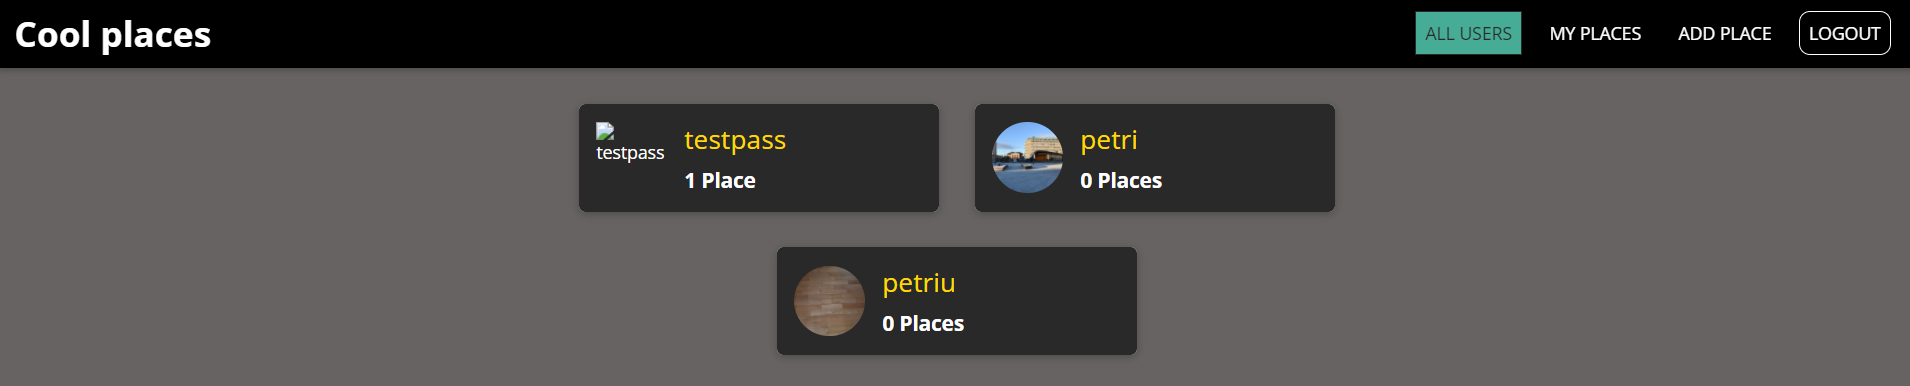 Cool places
ALL USERS
MY PLACES
ADD PLACE
LOGOUT
testpass
testpass
1 Place
petri
0 Places
petriu
0 Places